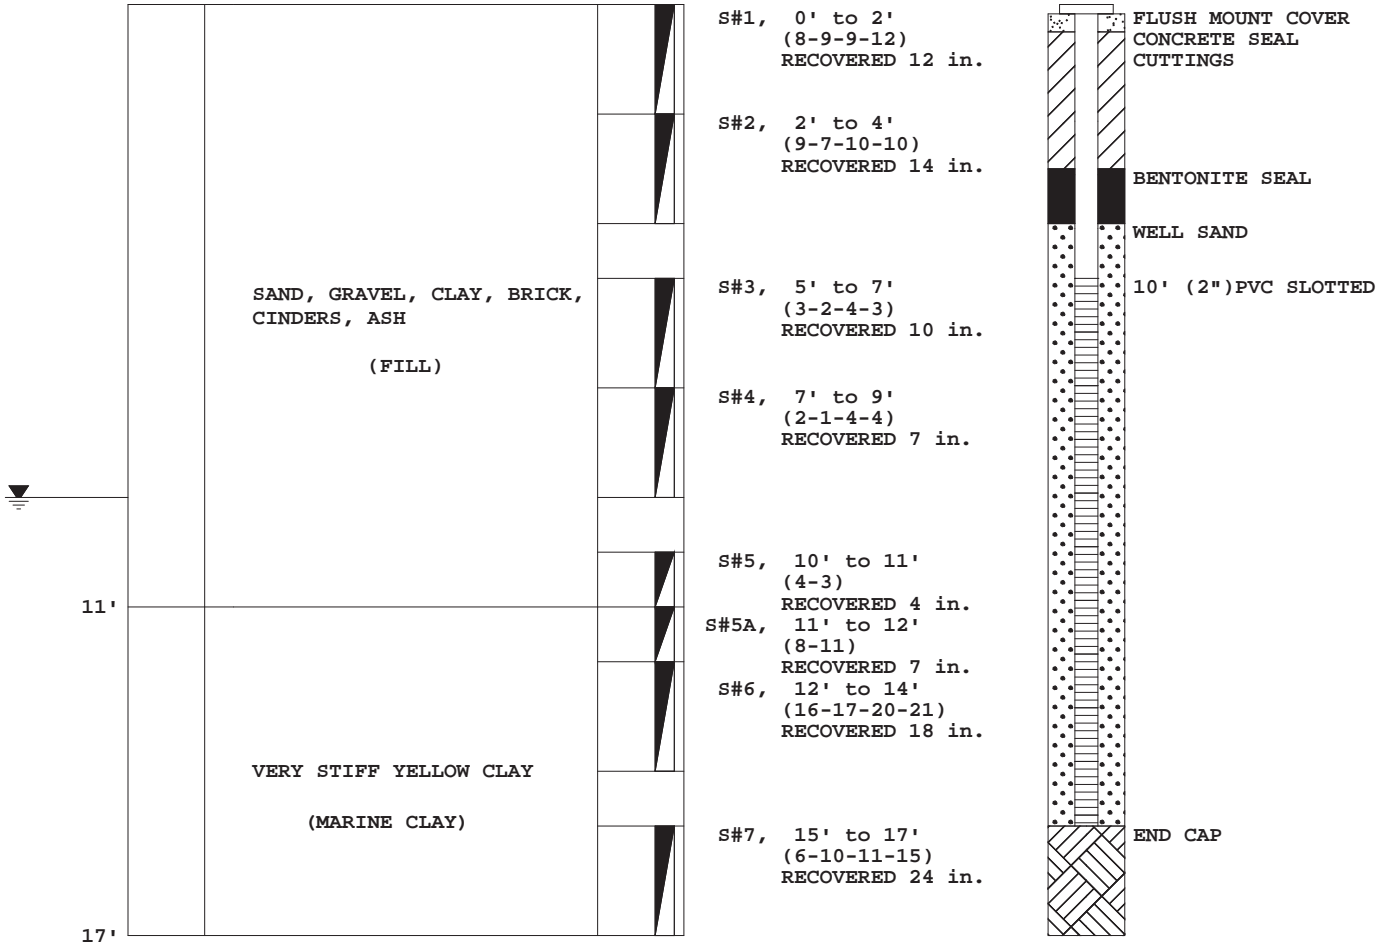 SAND, GRAVEL, CLAY, BRICK,
CINDERS, ASH
(FILL)
11'
VERY STIFF YELLOW CLAY
(MARINE CLAY)
17'
S#1, 0' to 2'
(8-9-9-12)
RECOVERED 12 in.
S#2, 2' to 4'
(9-7-10-10)
RECOVERED 14 in.
S#3, 5' to 7'
(3-2-4-3)
RECOVERED 10 in.
S#4, 7' to 9'
(2-1-4-4)
RECOVERED 7 in.
S#5, 10' to 11'
(4-3)
RECOVERED 4 in.
S#5A, 11' to 12'
(8-11)
RECOVERED 7 in.
S#6, 12' to 14'
(16-17-20-21)
RECOVERED 18 in.
S#7, 15' to 17'
(6-10-11-15)
RECOVERED 24 in.
FLUSH MOUNT COVER
CONCRETE SEAL
CUTTINGS
BENTONITE SEAL
WELL SAND
10' (2")PVC SLOTTED
END CAP